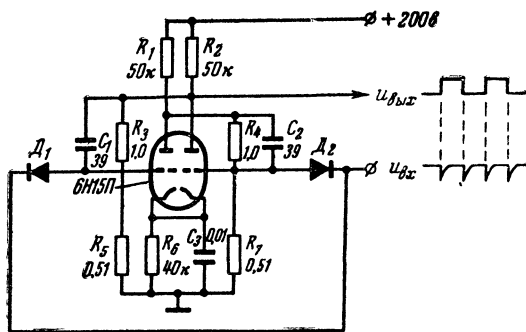 +200в
R1
50к
R2
50к
uвых
Д1
C1
39
R3
1,0
R4
1,0
C2
39
Д2
uвх
6Н15П
R5
0,51
R6
40к
C3
0,01
R7
0,51